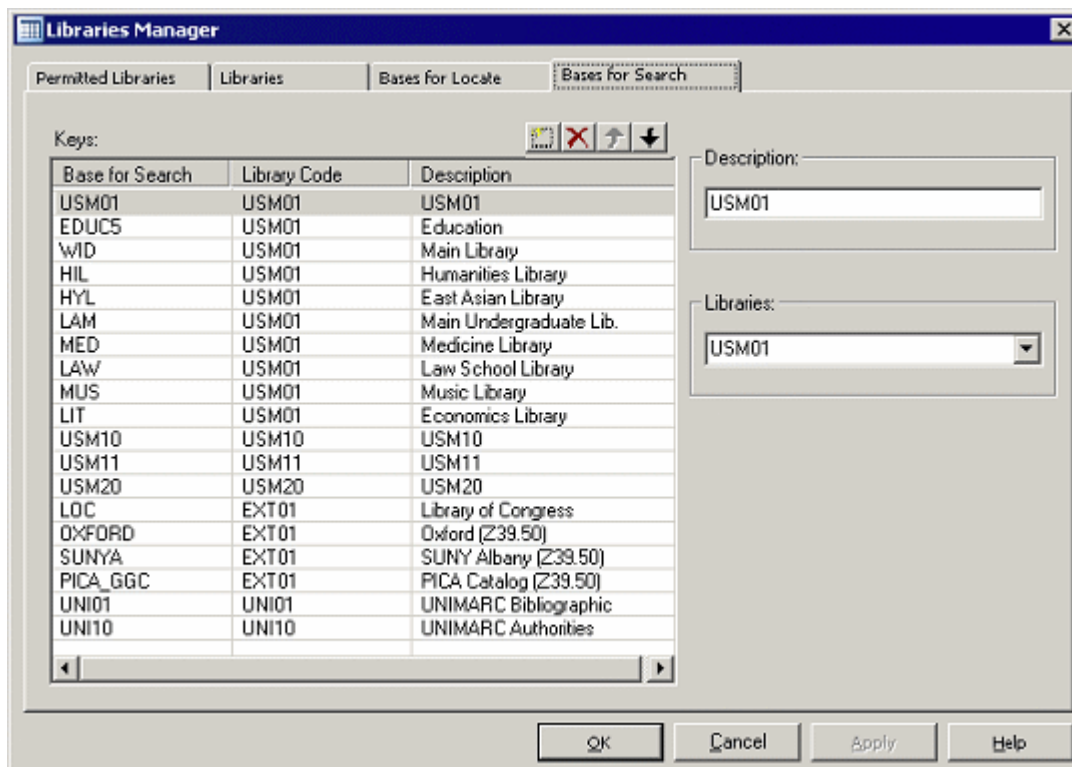 Libraries Manager
Permitted Libraries Libraries Bases for Locate Bases for Search
Keys:
Base for Search Library Code Description
USM01 USM01 USM01
EDUC5 USM01 Education
WID USM01 Main Library
HIL USM01 Humanities Library
HYL USM01 East Asian Library
LAM USM01 Main Undergraduate Lib.
MED USM01 Medicine Library
LAW USM01 Law School Library
MUS USM01 Music Library
LIT USM01 Economics Library
USM10 USM10 USM10
USM11 USM11 USM11
USM20 USM20 USM20
LOC EXT01 Library of Congress
OXFORD EXT01 Oxford (Z39.50)
SUNYA EXT01 SUNY Albany (Z39.50)
PICA_GGC EXT01 PICA Catalog (Z39.50)
UNI01 UNI01 UNIMARC Bibliographic
UNI10 UNI10 UNIMARC Authorities
Description:
USM01
Libraries:
USM01
OK Cancel Apply Help